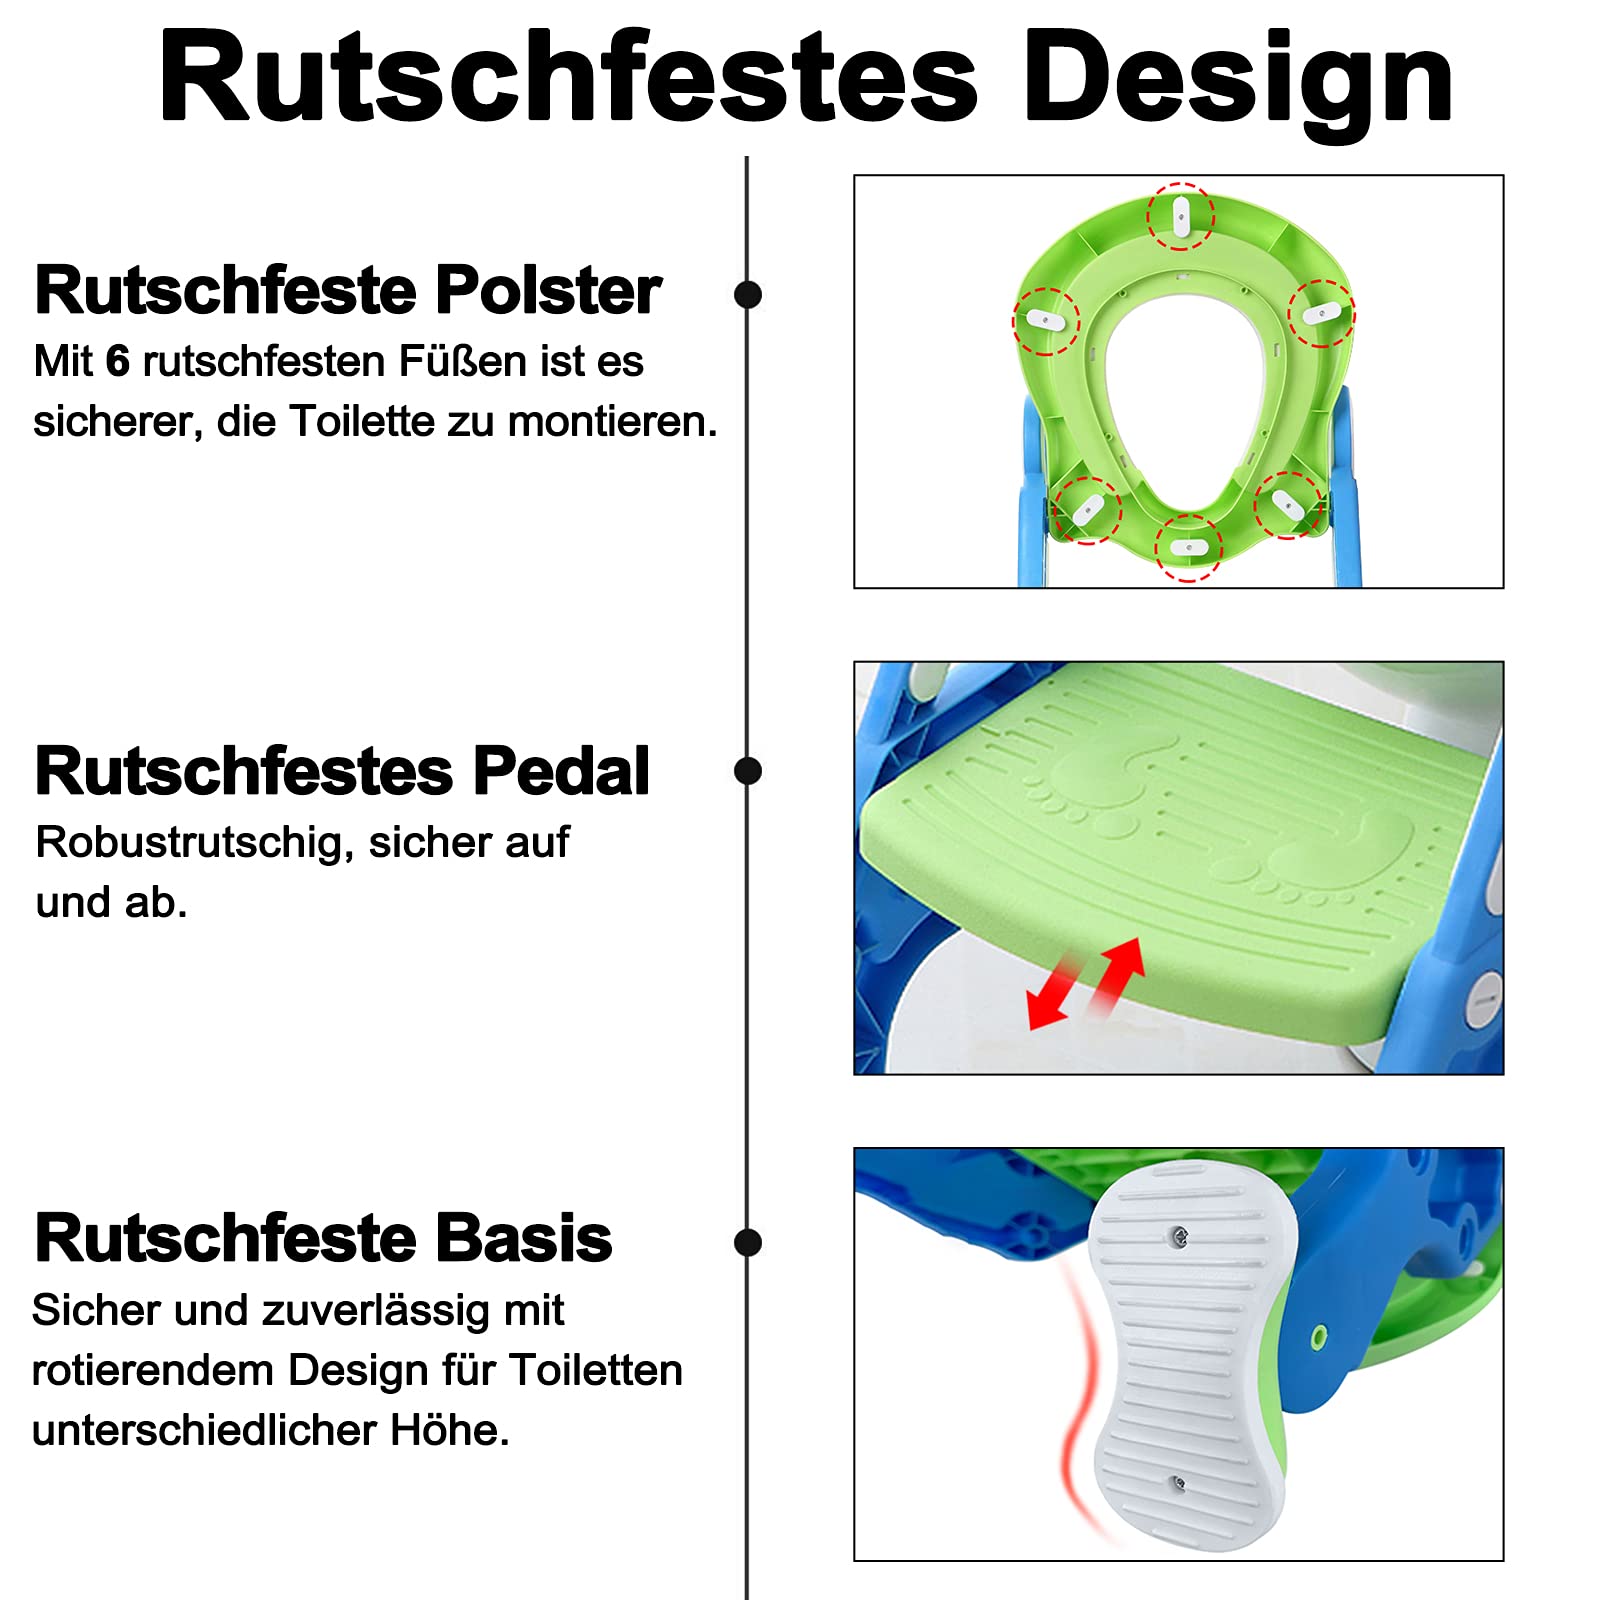 Rutschfestes Design
Rutschfeste Polster
Mit 6 rutschfesten Füßen ist es
sicherer, die Toilette zu montieren.
Rutschfestes Pedal
Robustrutschig, sicher auf
und ab.
Rutschfeste Basis
Sicher und zuverlässig mit
rotierendem Design für Toiletten
unterschiedlicher Höhe.